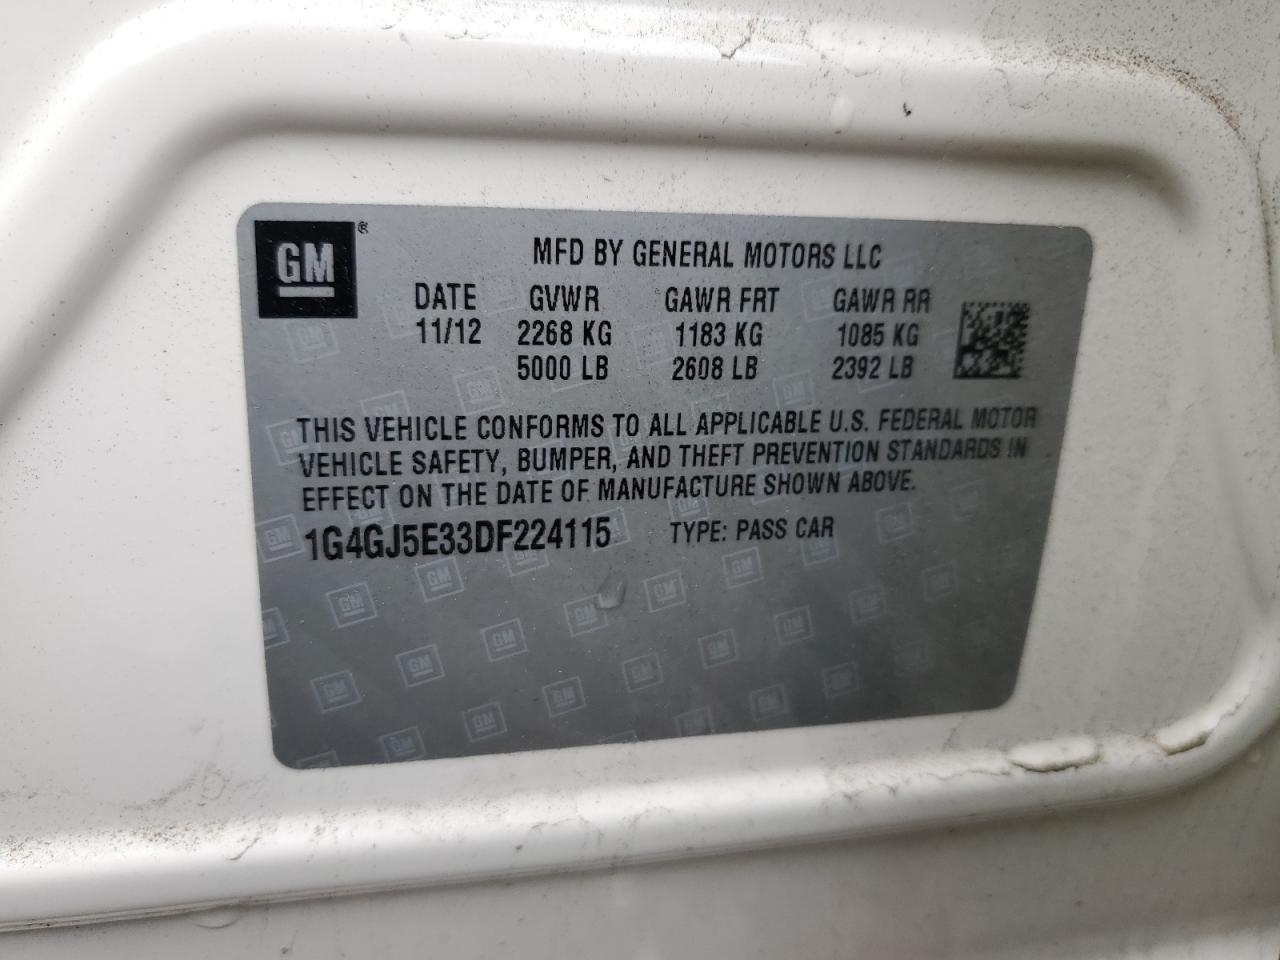 GM®
MFD BY GENERAL MOTORS LLC
DATE GVWR GAWR FRT GAWR RR
11/12 2268 KG 1183 KG 1085 KG
5000 LB 2608 LB 2392 LB
THIS VEHICLE CONFORMS TO ALL APPLICABLE U.S. FEDERAL MOTOR
VEHICLE SAFETY, BUMPER, AND THEFT PREVENTION STANDARDS IN
EFFECT ON THE DATE OF MANUFACTURE SHOWN ABOVE.
1G4GJ5E33DF224115 TYPE: PASS CAR